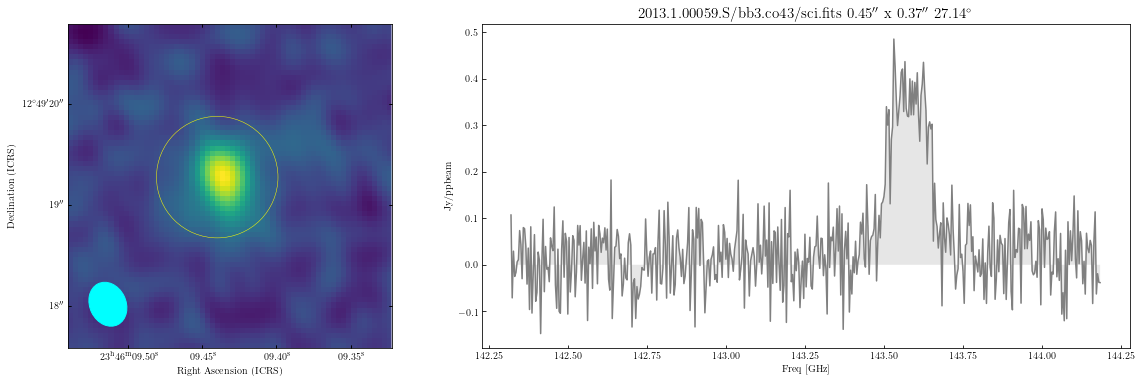 2013.1.00059.S/bb3.co43/sci.fits 0.45″ x 0.37″ 27.14°
12°49′20″
19″
18″
Declination (ICRS)
23ʰ46ᵐ09.50ˢ 09.45ˢ 09.40ˢ 09.35ˢ
Right Ascension (ICRS)
0.5
0.4
0.3
0.2
0.1
0.0
−0.1
Jy/ppbeam
142.25 142.50 142.75 143.00 143.25 143.50 143.75 144.00 144.25
Freq [GHz]